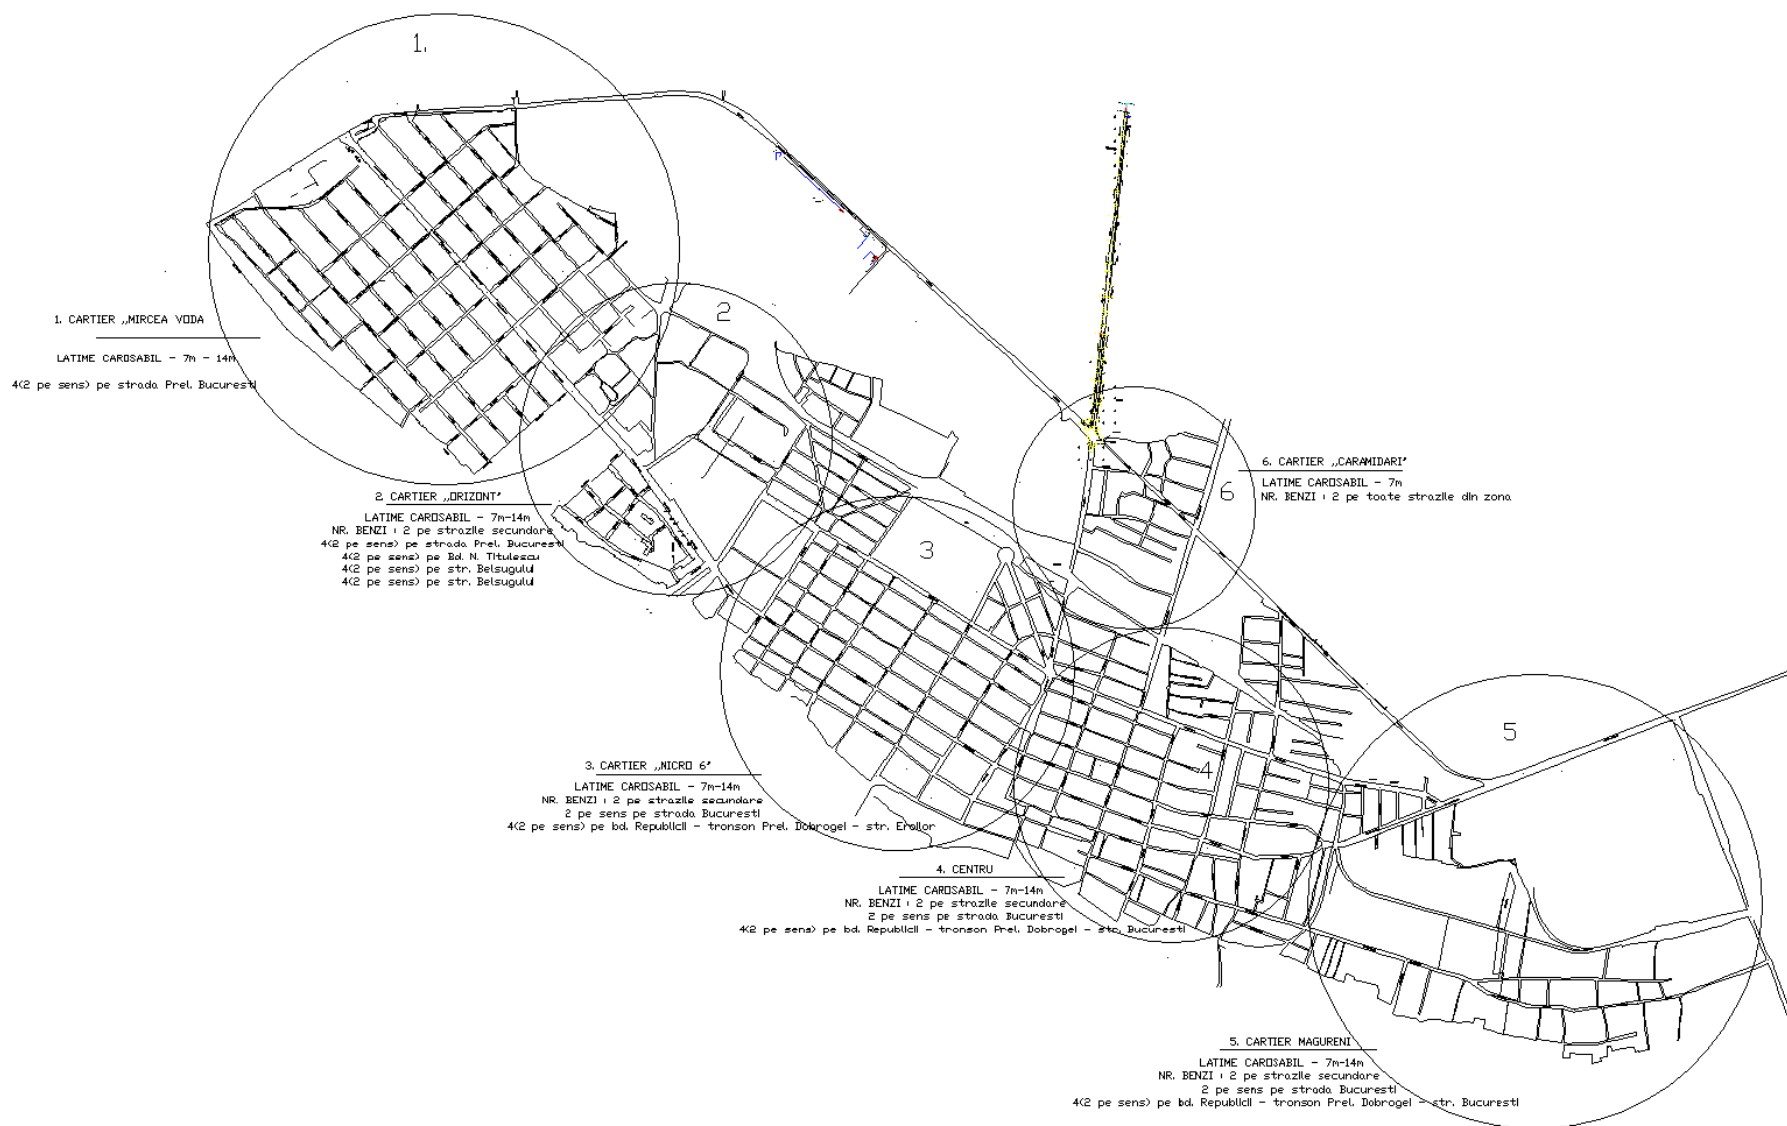 1.
2
3
4
5
6
1. CARTIER „MIRCEA VODA
LATIME CAROSABIL - 7m - 14m
4(2 pe sens) pe strada Prel. Bucuresti
2. CARTIER „ORIZONT"
LATIME CAROSABIL - 7m-14m
NR. BENZI : 2 pe strazile secundare
4(2 pe sens) pe strada Prel. Bucuresti
4(2 pe sens) pe Bd. N. Titulescu
4(2 pe sens) pe str. Belsugului
4(2 pe sens) pe str. Belsugului
6. CARTIER „CARAMIDARI"
LATIME CAROSABIL - 7m
NR. BENZI : 2 pe toate strazile din zona
3. CARTIER „MICRO 6"
LATIME CAROSABIL - 7m-14m
NR. BENZI : 2 pe strazile secundare
2 pe sens pe strada Bucuresti
4(2 pe sens) pe bd. Republicii - tronson Prel. Dobrogei - str. Eroilor
4. CENTRU
LATIME CAROSABIL - 7m-14m
NR. BENZI : 2 pe strazile secundare
2 pe sens pe strada Bucuresti
4(2 pe sens) pe bd. Republicii - tronson Prel. Dobrogei - str. Bucuresti
5. CARTIER MAGURENI
LATIME CAROSABIL - 7m-14m
NR. BENZI : 2 pe strazile secundare
2 pe sens pe strada Bucuresti
4(2 pe sens) pe bd. Republicii - tronson Prel. Dobrogei - str. Bucuresti